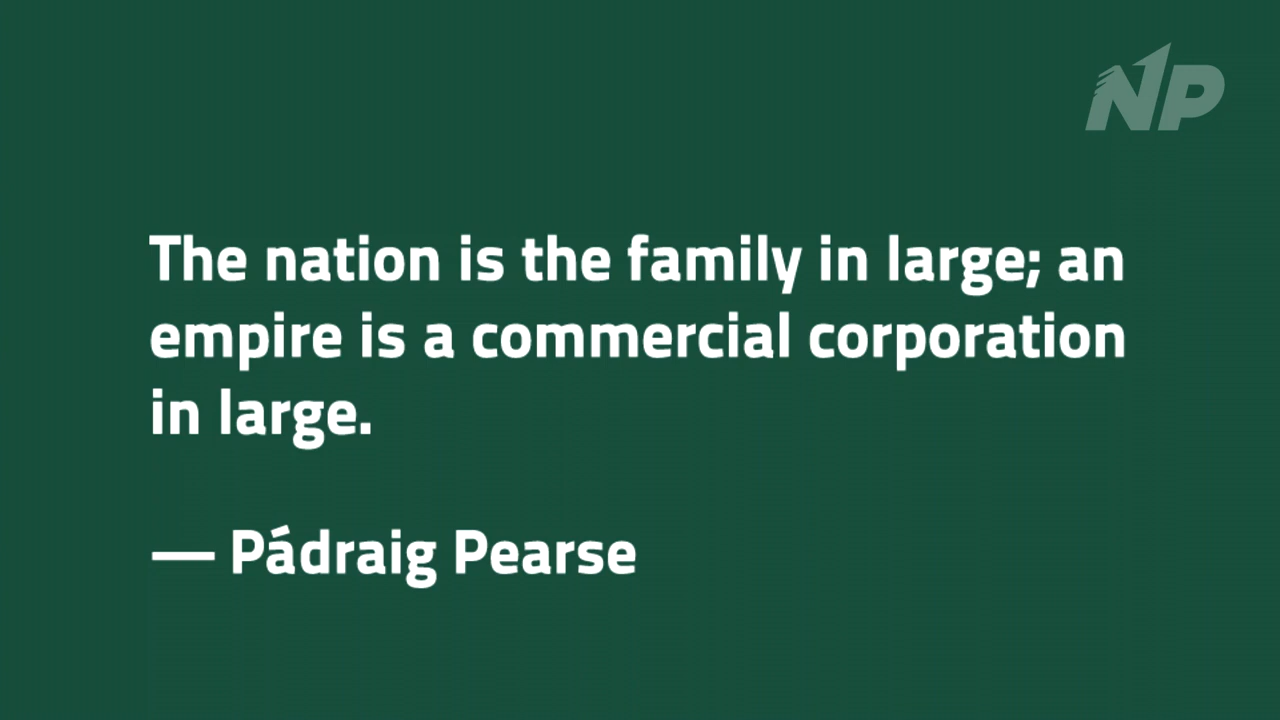 NP
The nation is the family in large; an
empire is a commercial corporation
in large.
— Pádraig Pearse